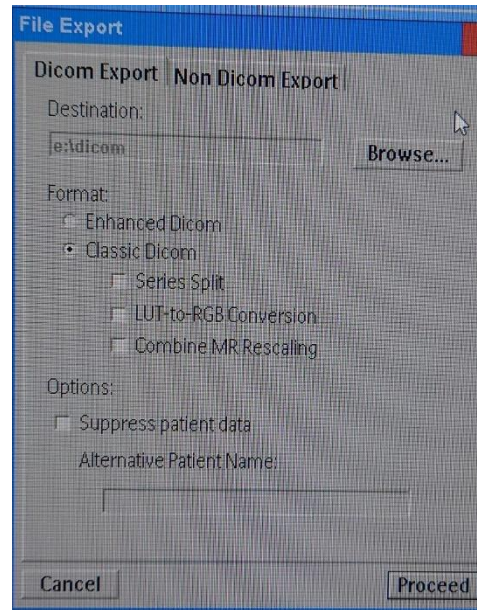 File Export
Dicom Export Non Dicom Export
Destination:
e:\dicom
Browse...
Format:
Enhanced Dicom
Classic Dicom
Series Split
LUT-to-RGB Conversion
Combine MR Rescaling
Options:
Suppress patient data
Alternative Patient Name:
Cancel
Proceed